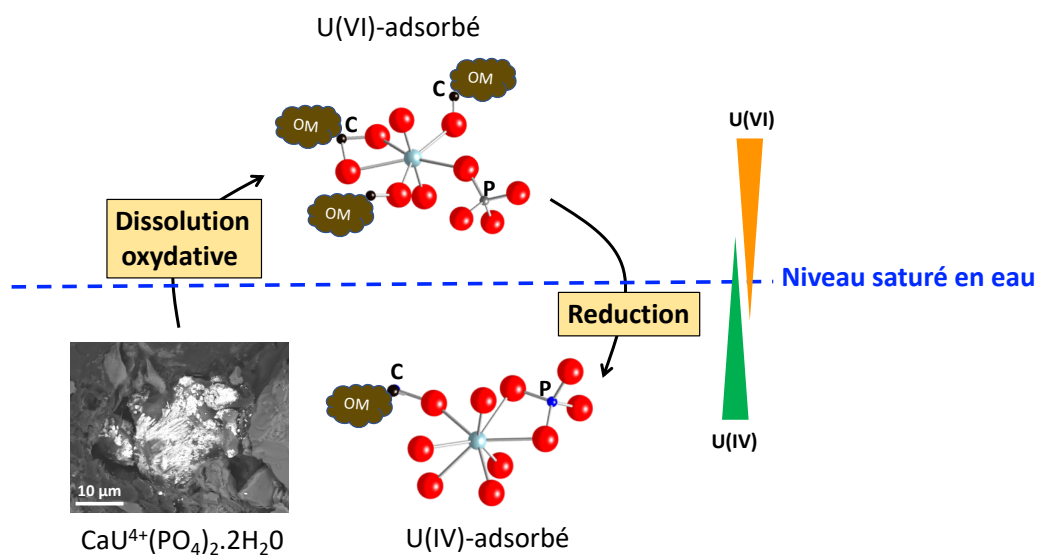 U(VI)-adsorbé
OM
C
OM
C
U(VI)
P
OM
Dissolution
oxydative
Niveau saturé en eau
Reduction
C
P
OM
U(IV)
10 µm
CaU⁴⁺(PO₄)₂.2H₂0
U(IV)-adsorbé